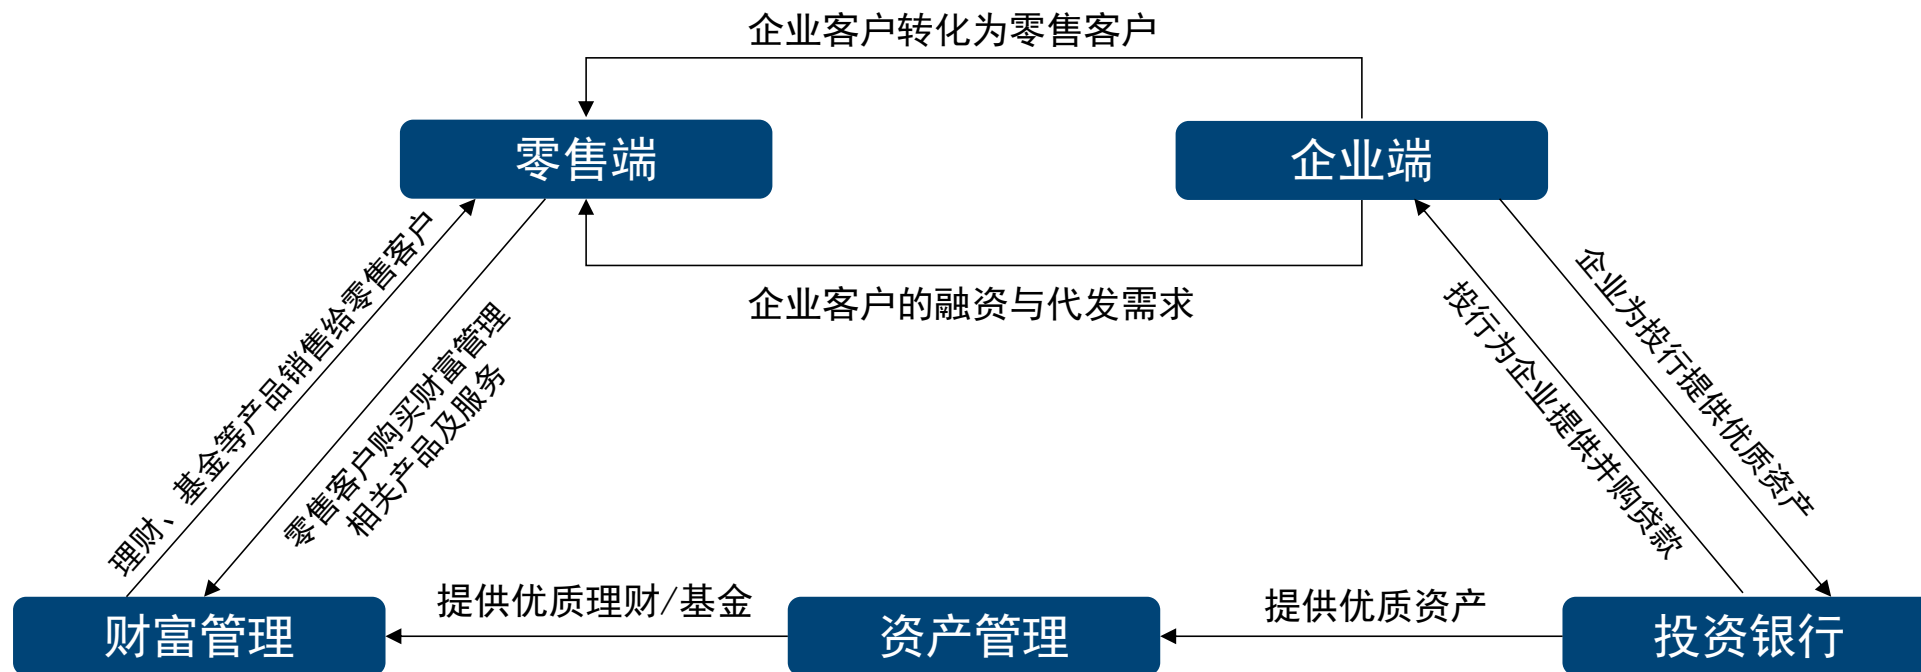 企业客户转化为零售客户
零售端
企业端
企业客户的融资与代发需求
理财、基金等产品销售给零售客户
零售客户购买财富管理
相关产品及服务
投行为企业提供并购贷款
企业为投行提供优质资产
提供优质理财/基金
提供优质资产
财富管理
资产管理
投资银行